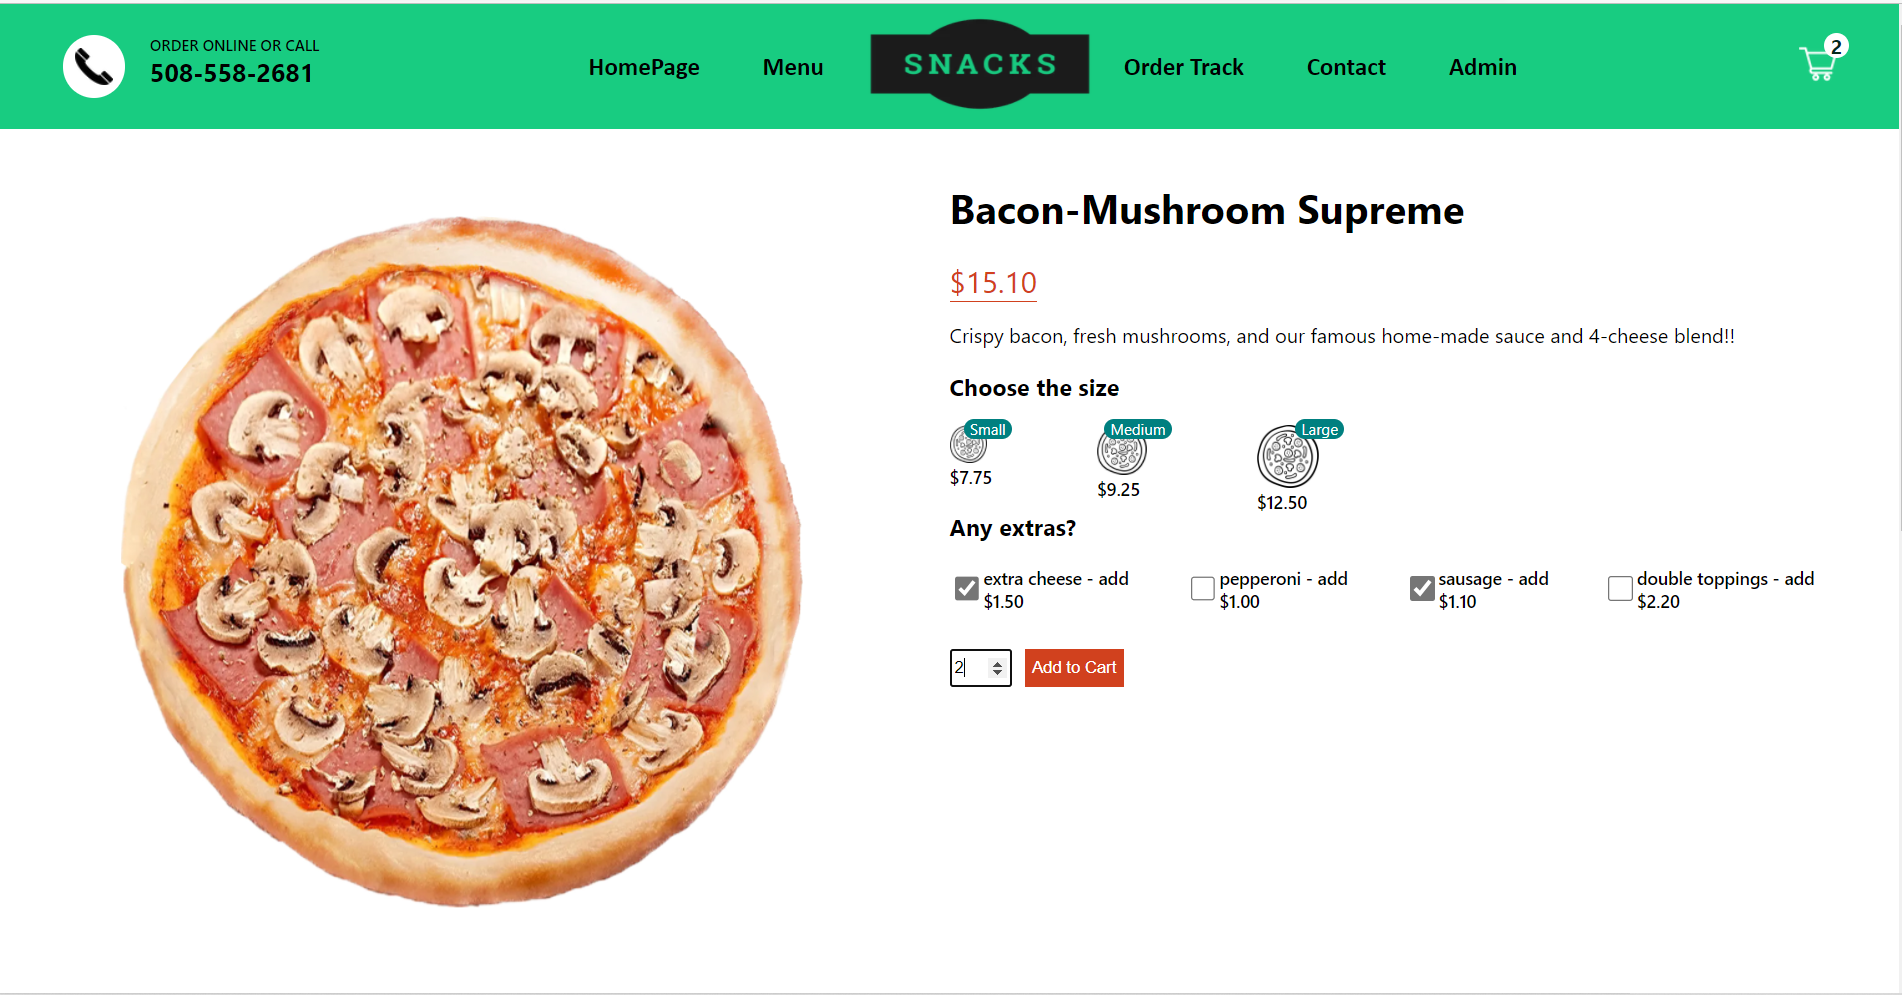 ORDER ONLINE OR CALL
508-558-2681
HomePage
Menu
SNACKS
Order Track
Contact
Admin
2
Bacon-Mushroom Supreme
$15.10
Crispy bacon, fresh mushrooms, and our famous home-made sauce and 4-cheese blend!!
Choose the size
Small
$7.75
Medium
$9.25
Large
$12.50
Any extras?
extra cheese - add
$1.50
pepperoni - add
$1.00
sausage - add
$1.10
double toppings - add
$2.20
2
Add to Cart